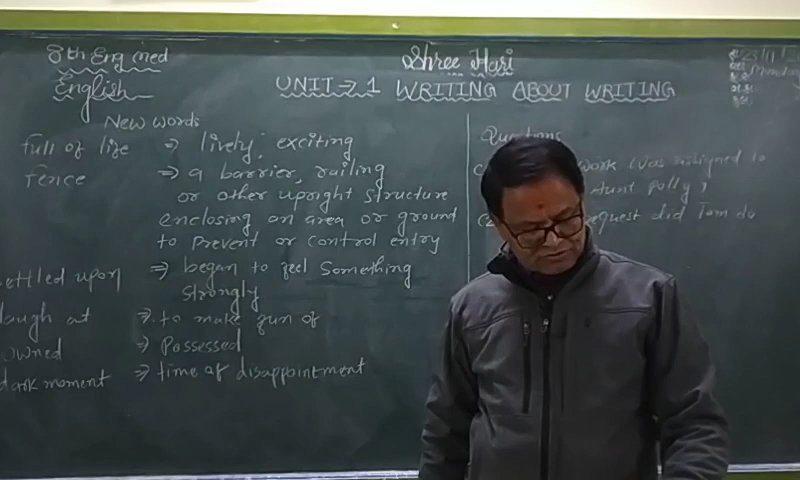 8th Eng med
Shree Hari
English
UNIT → 1 WRITING ABOUT WRITING
New words
full of life ⇒ lively, exciting
Fence ⇒ a barrier, railing
or other upright structure
enclosing an area or ground
to prevent or control entry
ettled upon ⇒ began to feel something
strongly
laugh at ⇒ to make fun of
owned ⇒ Possessed
dark moment ⇒ time of disappointment
Questions
work was assigned to
Aunt Polly?
request did Tom do